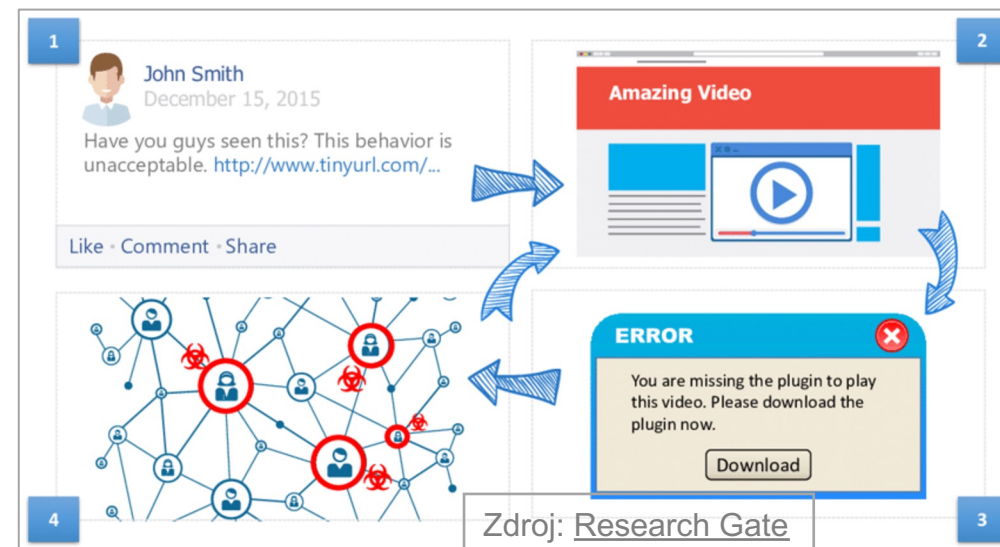 1
John Smith
December 15, 2015
Have you guys seen this? This behavior is
unacceptable. http://www.tinyurl.com/...
Like · Comment · Share
2
Amazing Video
ERROR
You are missing the plugin to play
this video. Please download the
plugin now.
Download
3
4
Zdroj: Research Gate